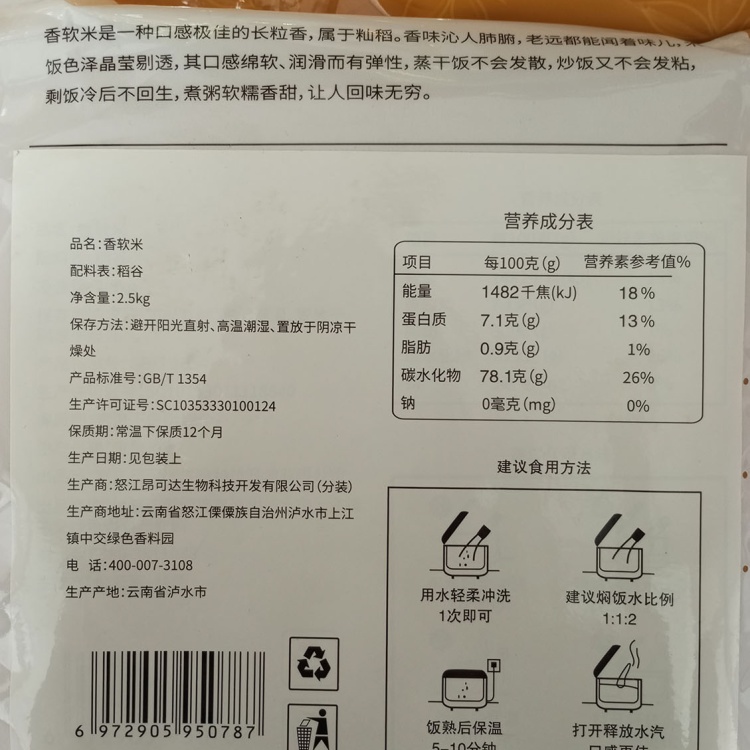 香软米是一种口感极佳的长粒香，属于籼稻。香味沁人肺腑，老远都能闻着味儿，
饭色泽晶莹剔透，其口感绵软、润滑而有弹性，蒸干饭不会发散，炒饭又不会发粘，
剩饭冷后不回生，煮粥软糯香甜，让人回味无穷。
品名：香软米
配料表：稻谷
净含量：2.5kg
保存方法：避开阳光直射、高温潮湿、置放于阴凉干
燥处
产品标准号：GB/T 1354
生产许可证号：SC10353330100124
保质期：常温下保质12个月
生产日期：见包装上
生产商：怒江昂可达生物科技开发有限公司（分装）
生产商地址：云南省怒江傈僳族自治州泸水市上江
镇中交绿色香料园
电 话：400-007-3108
生产产地：云南省泸水市
6 972905 950787
营养成分表
项目 每100克（g） 营养素参考值%
能量 1482千焦(kJ) 18%
蛋白质 7.1克（g） 13%
脂肪 0.9克（g） 1%
碳水化物 78.1克（g） 26%
钠 0毫克（mg） 0%
建议食用方法
用水轻柔冲洗
1次即可
建议焖饭水比例
1:1:2
饭熟后保温
5-10分钟
打开释放水汽